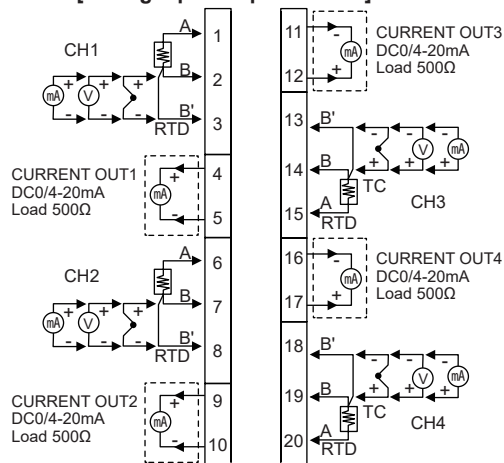 CH1
mA
+
-
V
+
-
+
-
A
B
B'
RTD
1
2
3
CURRENT OUT1
DC0/4-20mA
Load 500Ω
mA
+
-
4
5
CH2
mA
+
-
V
+
-
+
-
A
B
B'
RTD
6
7
8
CURRENT OUT2
DC0/4-20mA
Load 500Ω
mA
+
-
9
10
11
12
-
+
mA
CURRENT OUT3
DC0/4-20mA
Load 500Ω
13
14
15
B'
B
A
RTD
TC
-
+
-
+
V
-
+
mA
CH3
16
17
-
+
mA
CURRENT OUT4
DC0/4-20mA
Load 500Ω
18
19
20
B'
B
A
RTD
TC
-
+
-
+
V
-
+
mA
CH4